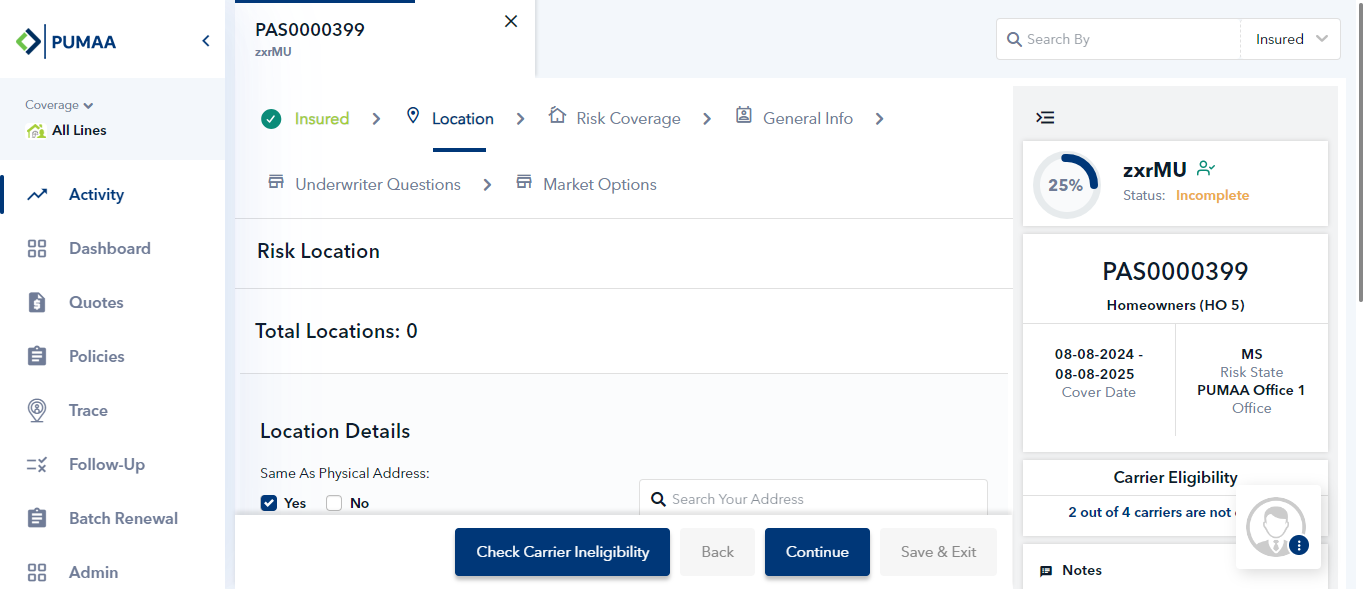 PUMAA
Coverage
All Lines
Activity
Dashboard
Quotes
Policies
Trace
Follow-Up
Batch Renewal
Admin
PAS0000399
zxrMU
Search By
Insured
Insured
Location
Risk Coverage
General Info
Underwriter Questions
Market Options
Risk Location
Total Locations: 0
Location Details
Same As Physical Address:
Yes No
Search Your Address
Check Carrier Ineligibility
Back
Continue
Save & Exit
25%
zxrMU
Status: Incomplete
PAS0000399
Homeowners (HO 5)
08-08-2024 -
08-08-2025
Cover Date
MS
Risk State
PUMAA Office 1
Office
Carrier Eligibility
2 out of 4 carriers are not
Notes